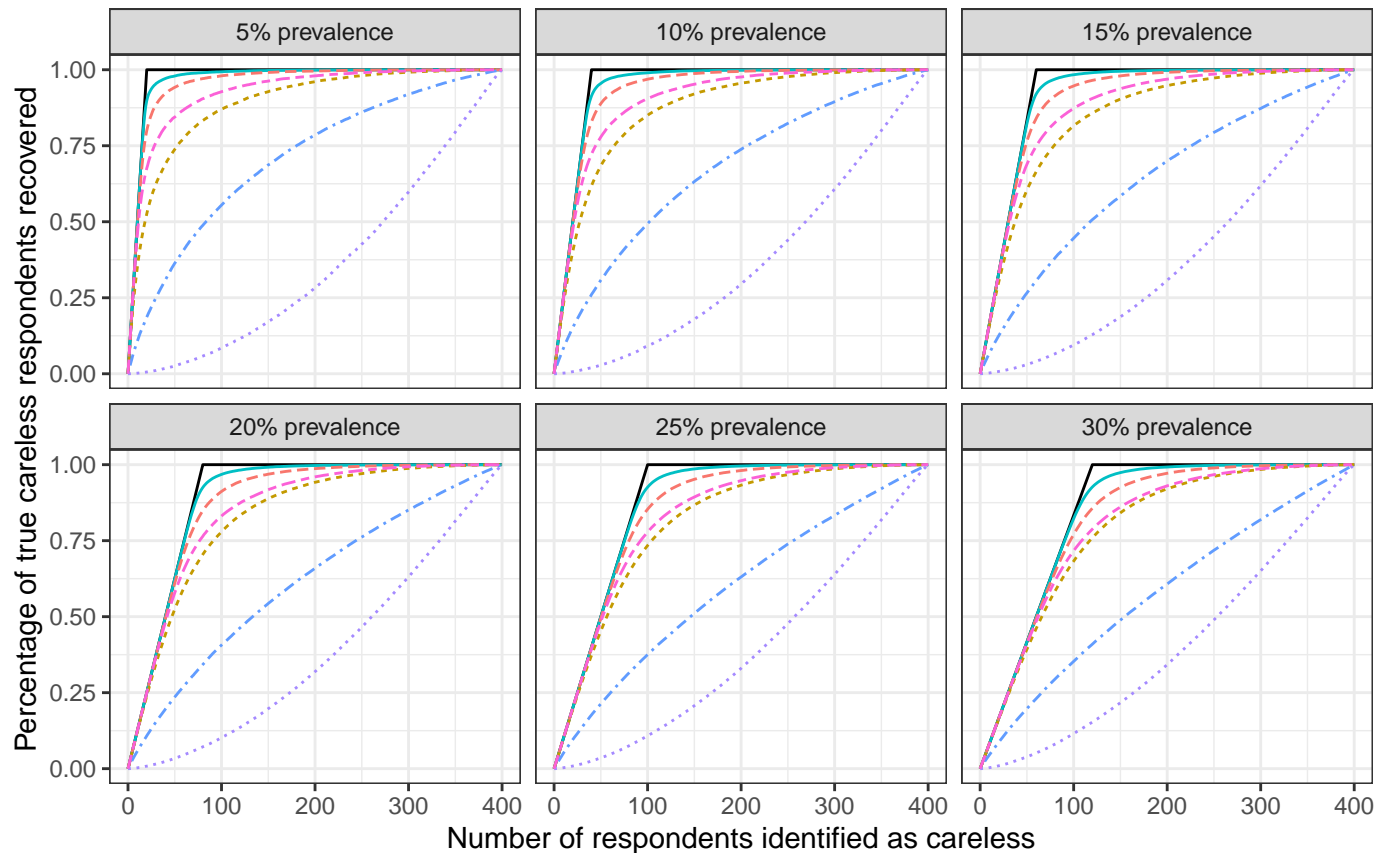 5% prevalence
10% prevalence
15% prevalence
1.00
0.75
0.50
0.25
0.00
20% prevalence
25% prevalence
30% prevalence
1.00
0.75
0.50
0.25
0.00
0 100 200 300 400
0 100 200 300 400
0 100 200 300 400
Number of respondents identified as careless
Percentage of true careless respondents recovered